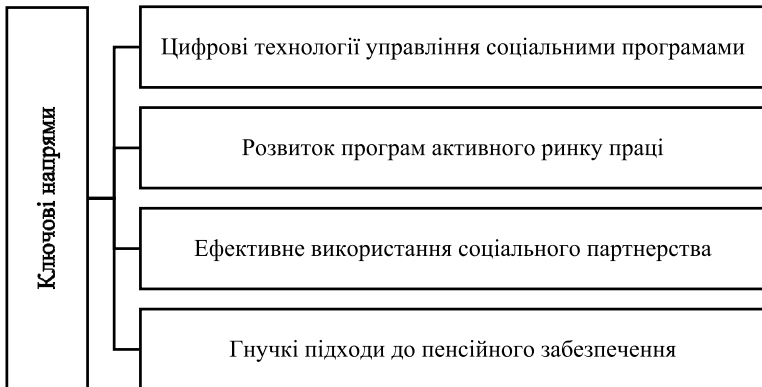 Ключові напрями
Цифрові технології управління соціальними програмами
Розвиток програм активного ринку праці
Ефективне використання соціального партнерства
Гнучкі підходи до пенсійного забезпечення